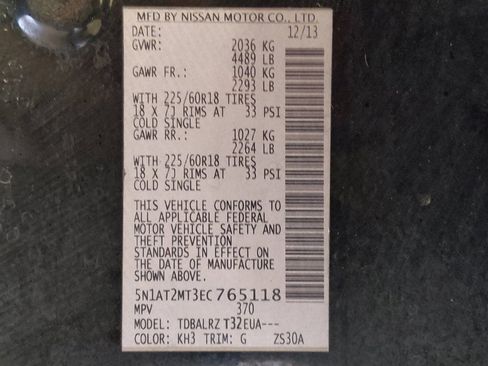 MFD BY NISSAN MOTOR CO., LTD.
DATE: 12/13
GVWR: 2036 KG
4489 LB
GAWR FR.: 1040 KG
2293 LB
WITH 225/60R18 TIRES
18 X 7J RIMS AT 33 PSI
COLD SINGLE
GAWR RR.: 1027 KG
2264 LB
WITH 225/60R18 TIRES
18 X 7J RIMS AT 33 PSI
COLD SINGLE
THIS VEHICLE CONFORMS TO
ALL APPLICABLE FEDERAL
MOTOR VEHICLE SAFETY AND
THEFT PREVENTION
STANDARDS IN EFFECT ON
THE DATE OF MANUFACTURE
SHOWN ABOVE.
5N1AT2MT3EC765118
MPV 370
MODEL: TDBALRZ T32EUA---
COLOR: KH3 TRIM: G ZS30A